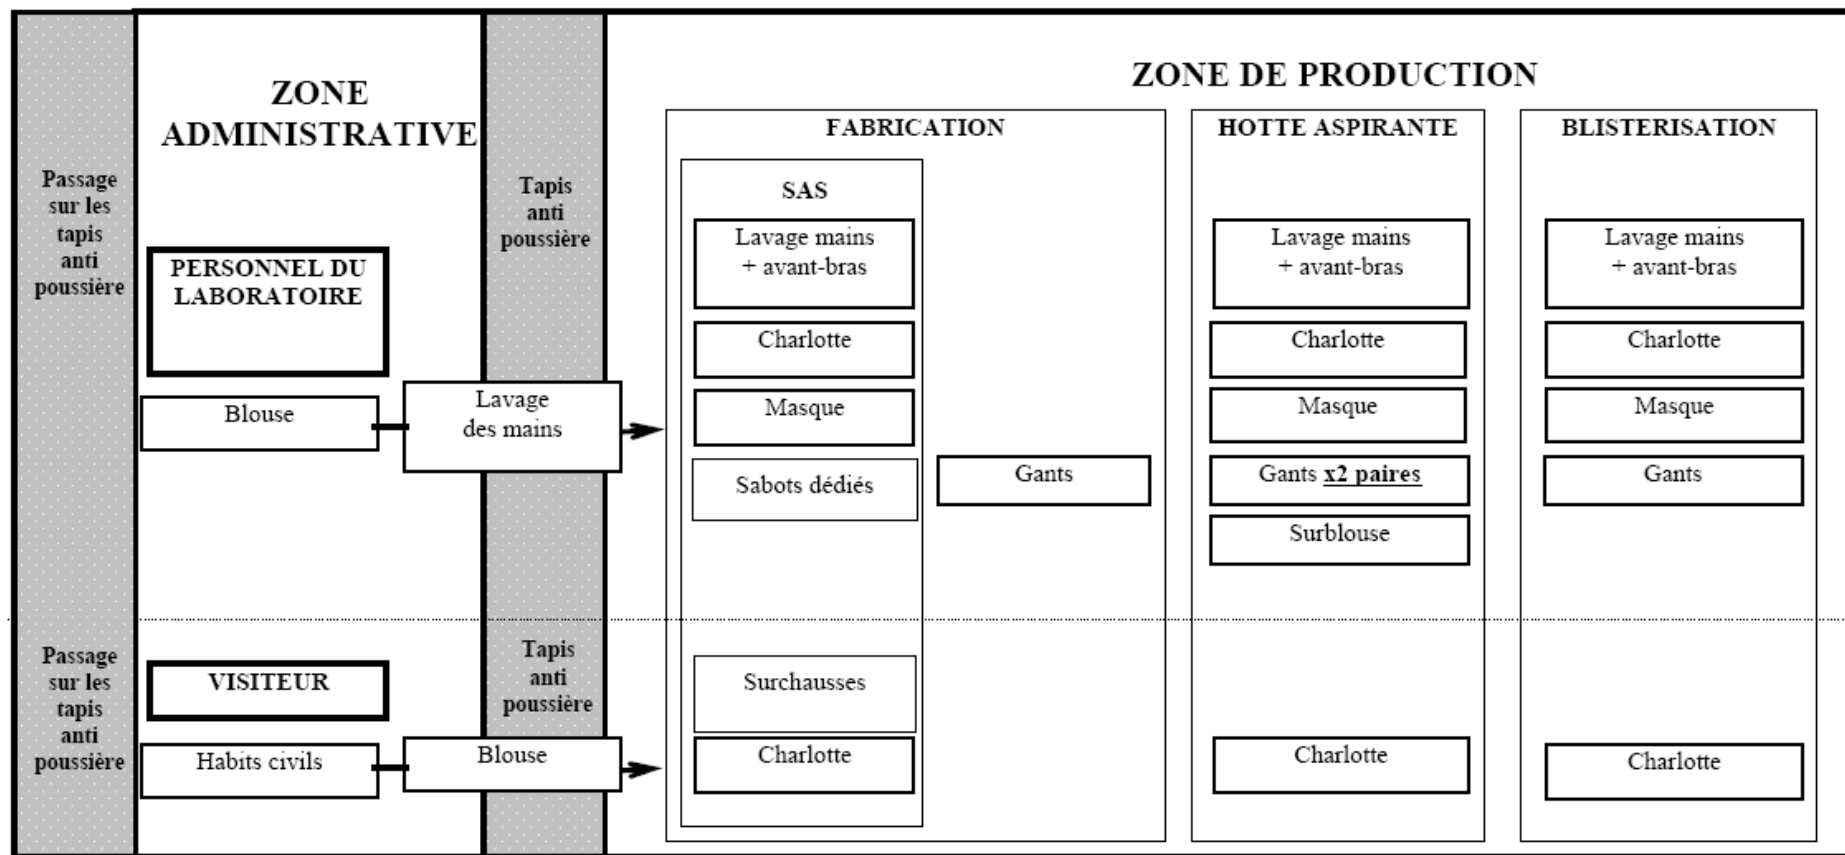 Passage
sur les
tapis
anti
poussière
ZONE
ADMINISTRATIVE
PERSONNEL DU
LABORATOIRE
Blouse
Lavage
des mains
Tapis
anti
poussière
ZONE DE PRODUCTION
FABRICATION
SAS
Lavage mains
+ avant-bras
Charlotte
Masque
Sabots dédiés
Gants
HOTTE ASPIRANTE
Lavage mains
+ avant-bras
Charlotte
Masque
Gants x2 paires
Surblouse
BLISTERISATION
Lavage mains
+ avant-bras
Charlotte
Masque
Gants
Passage
sur les
tapis
anti
poussière
VISITEUR
Habits civils
Blouse
Tapis
anti
poussière
Surchausses
Charlotte
Charlotte
Charlotte